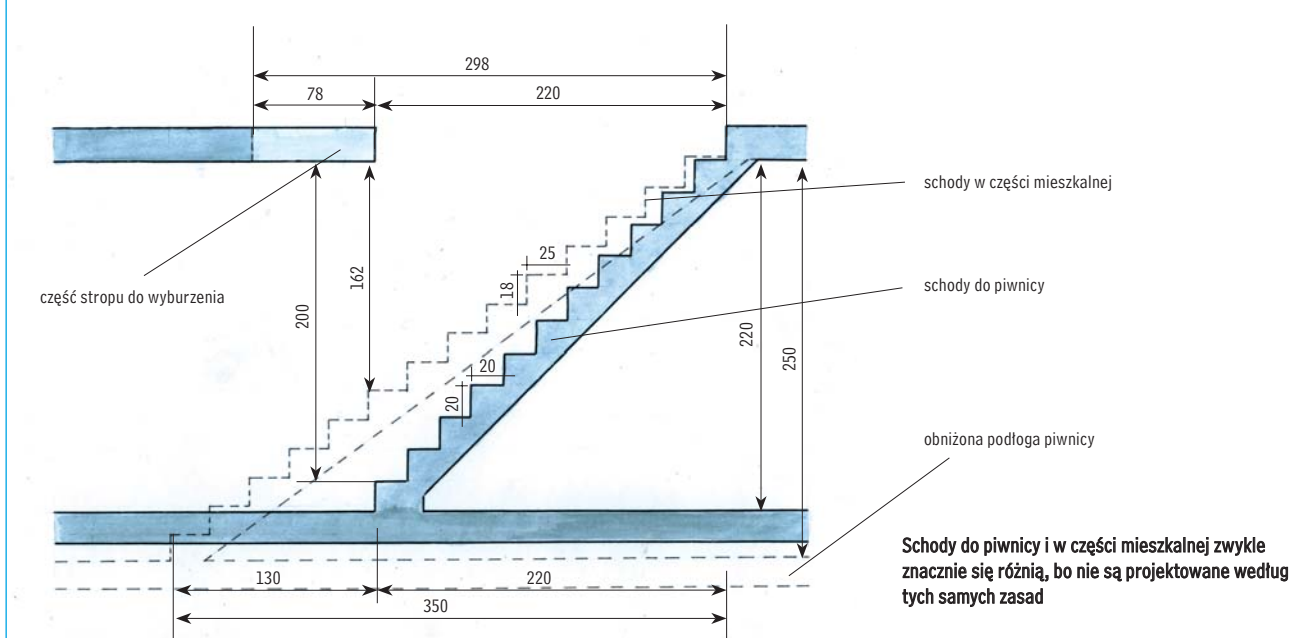 298
78 220
schody w części mieszkalnej
25
162
część stropu do wyburzenia
18
schody do piwnicy
200
220
250
20
20
obniżona podłoga piwnicy
Schody do piwnicy i w części mieszkalnej zwykle
znacznie się różnią, bo nie są projektowane według
tych samych zasad
130 220
350